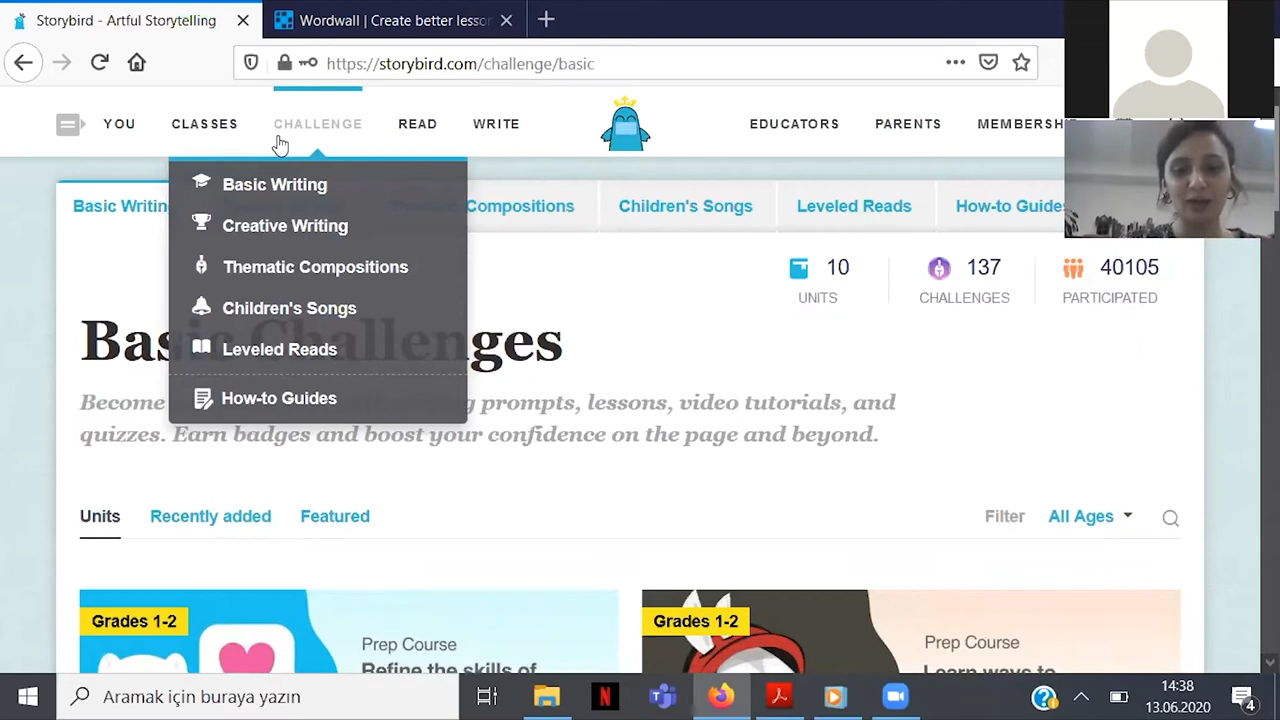 Storybird - Artful Storytelling
Wordwall | Create better lesso
https://storybird.com/challenge/basic
YOU CLASSES CHALLENGE READ WRITE EDUCATORS PARENTS MEMBERSH
Basic Writing
Creative Writing
Thematic Compositions
Children's Songs
Leveled Reads
How-to Guides
Basic Writin Compositions Children's Songs Leveled Reads How-to Guides
10 137 40105
UNITS CHALLENGES PARTICIPATED
Basic Challenges
Become prompts, lessons, video tutorials, and
quizzes. Earn badges and boost your confidence on the page and beyond.
Units Recently added Featured Filter All Ages
Grades 1-2
Prep Course
Refine the skills of
Grades 1-2
Prep Course
Learn ways to
Aramak için buraya yazın
14:38
13.06.2020
4